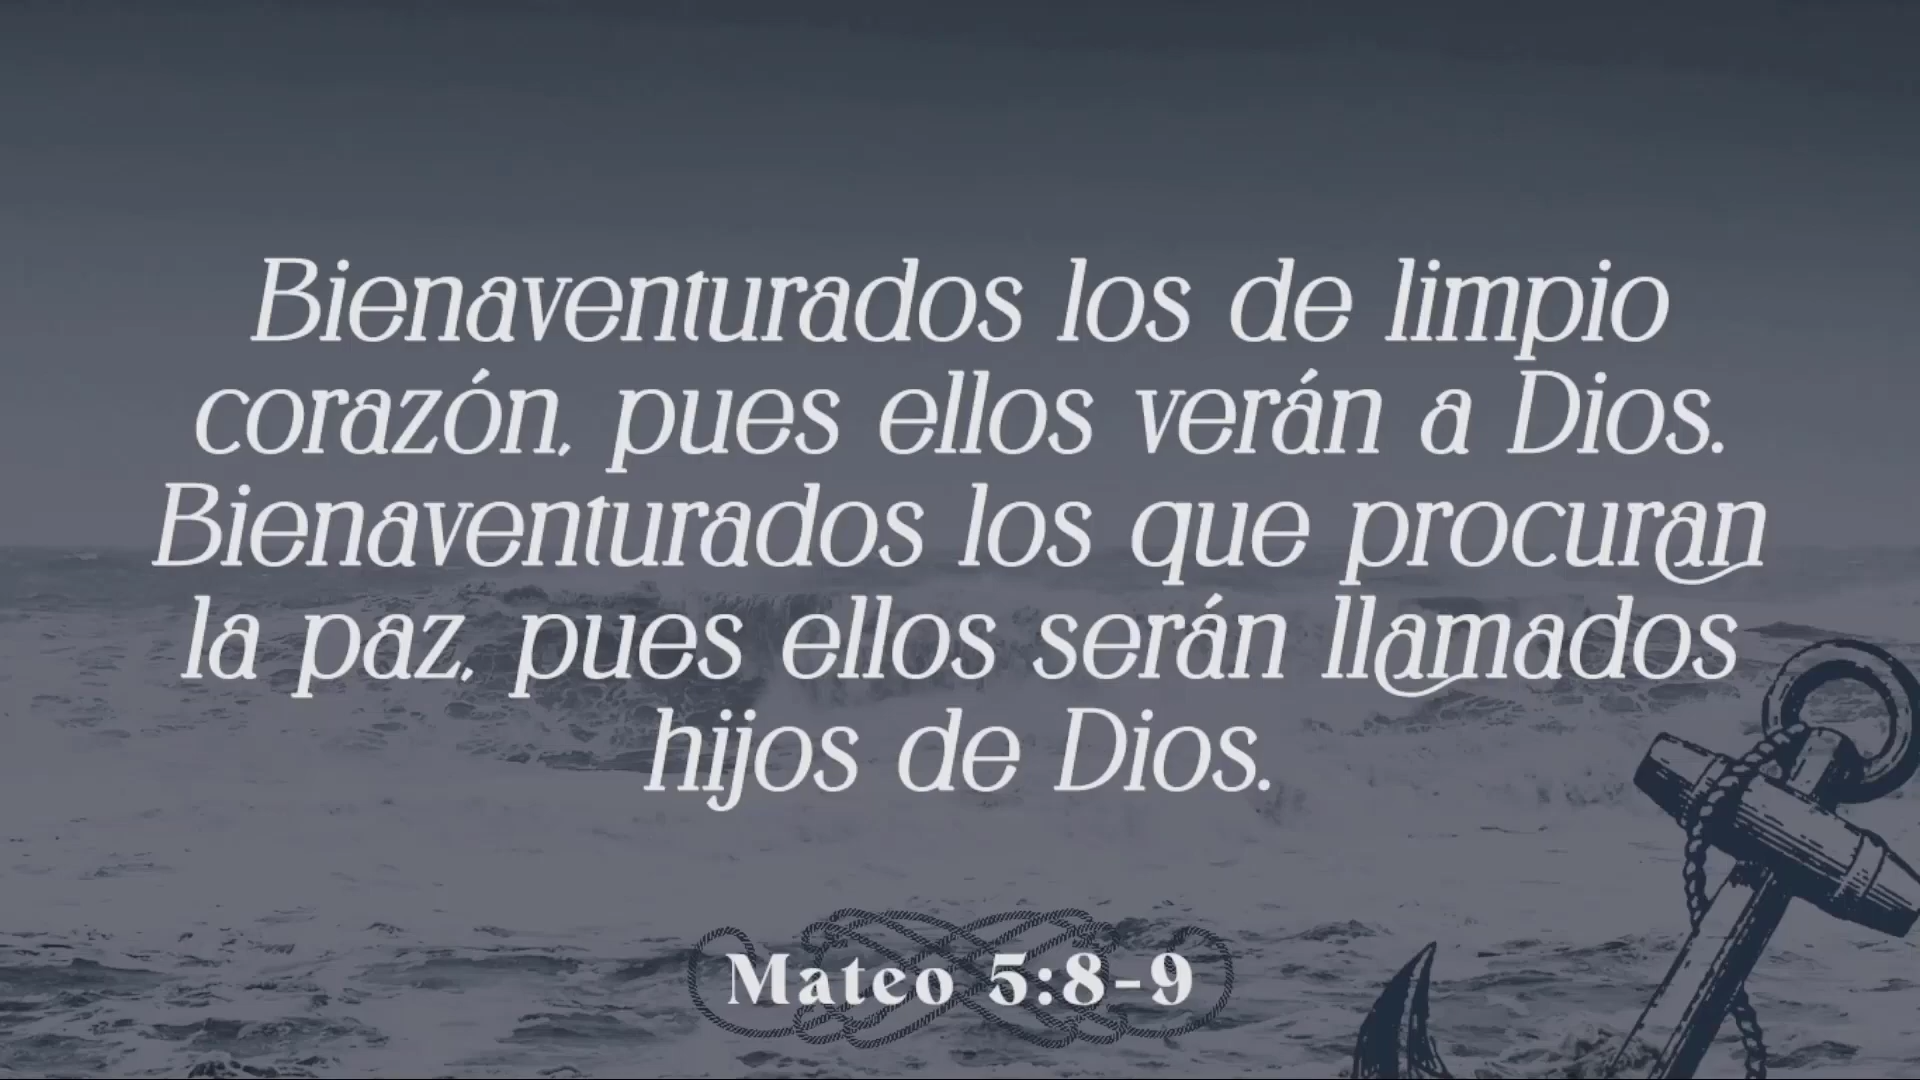 Bienaventurados los de limpio
corazón, pues ellos verán a Dios.
Bienaventurados los que procuran
la paz, pues ellos serán llamados
hijos de Dios.
Mateo 5:8-9